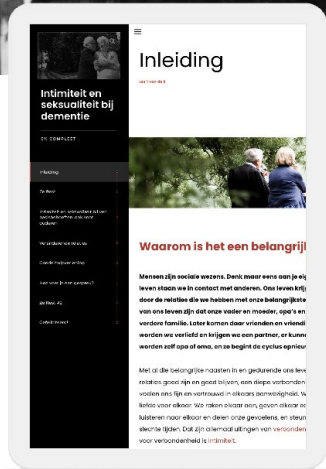 Intimiteit en
seksualiteit bij
dementie
0% COMPLEET
Inleiding
Inleiding
Waarom is het een belangrij
Mensen zijn sociale wezens. Denk maar eens aan je eig
leven staan we in contact met anderen. Ons leven krij
door de relaties die we hebben met onze belangrijkste
van ons leven zijn dat onze vader en moeder, opa's en
verdere familie. Later komen daar vrienden en vriendi
worden we verliefd en krijgen we een partner, er kunn
worden zelf opa of oma, en zo begint de cyclus opnieu
Met al die belangrijke naasten in en gedurende ons leve
relaties goed zijn en goed blijven, een diepe verbonden
voelen ons fijn en vertrouwd in elkaars aanwezigheid. W
liefde voor elkaar. We raken elkaar aan, geven elkaar ee
luisteren naar elkaar en delen onze gevoelens, en steun
slechte tijden. Dat zijn allemaal uitingen van verbonden
voor verbondenheid is intimiteit.